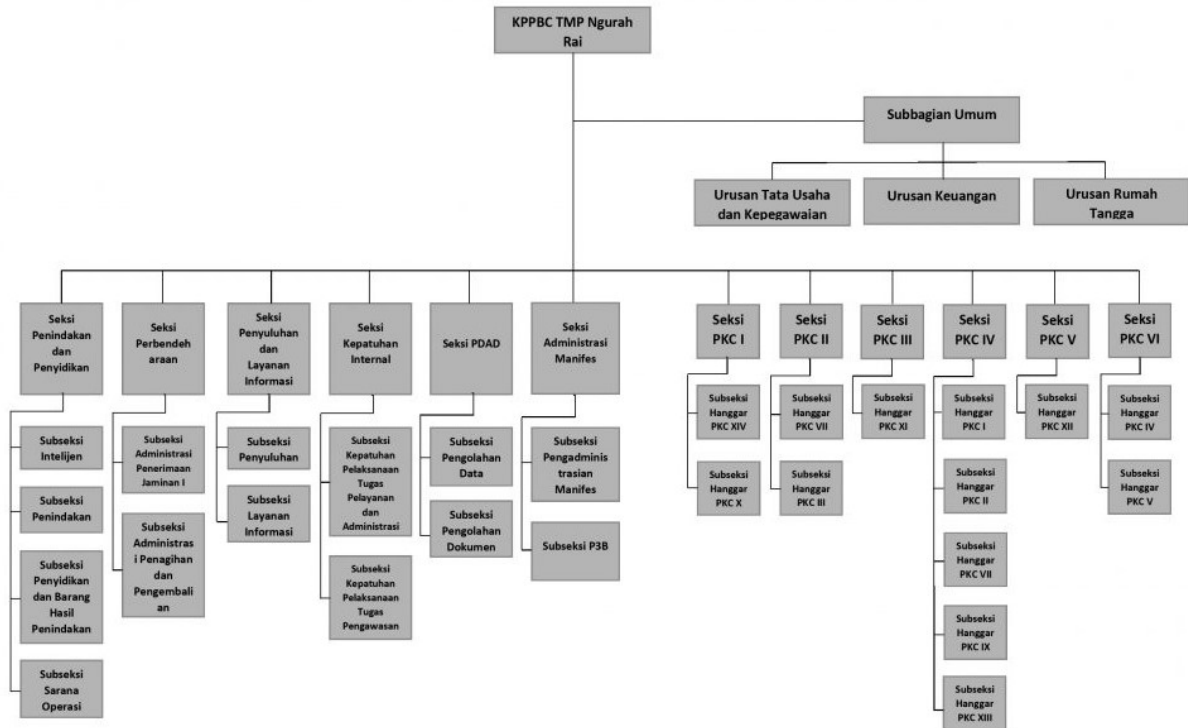 KPPBC TMP Ngurah
Rai
Subbagian Umum
Urusan Tata Usaha
dan Kepegawaian
Urusan Keuangan
Urusan Rumah
Tangga
Seksi
Penindakan
dan
Penyidikan
Seksi
Perbendeh
araan
Seksi
Penyuluhan
dan
Layanan
Informasi
Seksi
Kepatuhan
Internal
Seksi PDAD
Seksi
Administrasi
Manifes
Seksi
PKC I
Seksi
PKC II
Seksi
PKC III
Seksi
PKC IV
Seksi
PKC V
Seksi
PKC VI
Subseksi
Intelijen
Subseksi
Penindakan
Subseksi
Penyidikan
dan Barang
Hasil
Penindakan
Subseksi
Sarana
Operasi
Subseksi
Administrasi
Penerimaan
Jaminan I
Subseksi
Administras
i Penagihan
dan
Pengembali
an
Subseksi
Penyuluhan
Subseksi
Layanan
Informasi
Subseksi
Kepatuhan
Pelaksanaan
Tugas
Pelayanan
dan
Administrasi
Subseksi
Kepatuhan
Pelaksanaan
Tugas
Pengawasan
Subseksi
Pengolahan
Data
Subseksi
Pengolahan
Dokumen
Subseksi
Pengadminis
trasian
Manifes
Subseksi P3B
Subseksi
Hanggar
PKC XIV
Subseksi
Hanggar
PKC X
Subseksi
Hanggar
PKC VII
Subseksi
Hanggar
PKC III
Subseksi
Hanggar
PKC XI
Subseksi
Hanggar
PKC I
Subseksi
Hanggar
PKC II
Subseksi
Hanggar
PKC VII
Subseksi
Hanggar
PKC IX
Subseksi
Hanggar
PKC XIII
Subseksi
Hanggar
PKC XII
Subseksi
Hanggar
PKC IV
Subseksi
Hanggar
PKC V